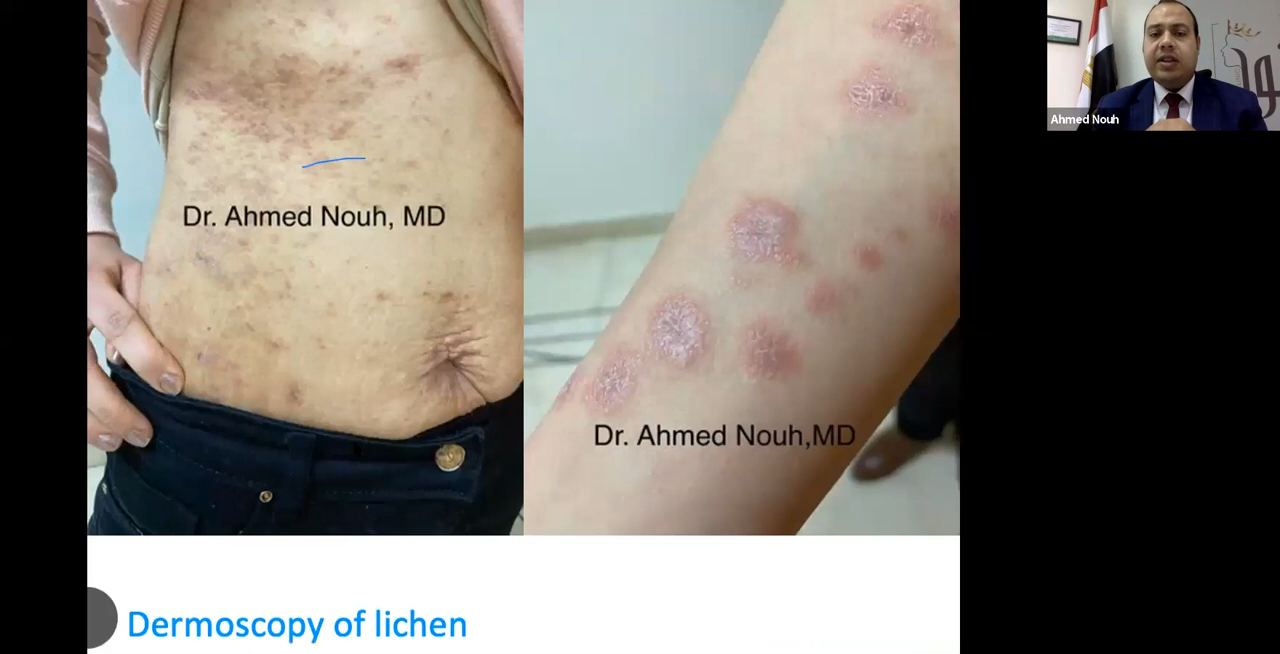 Dr. Ahmed Nouh, MD
Dr. Ahmed Nouh,MD
Dermoscopy of lichen
Ahmed Nouh